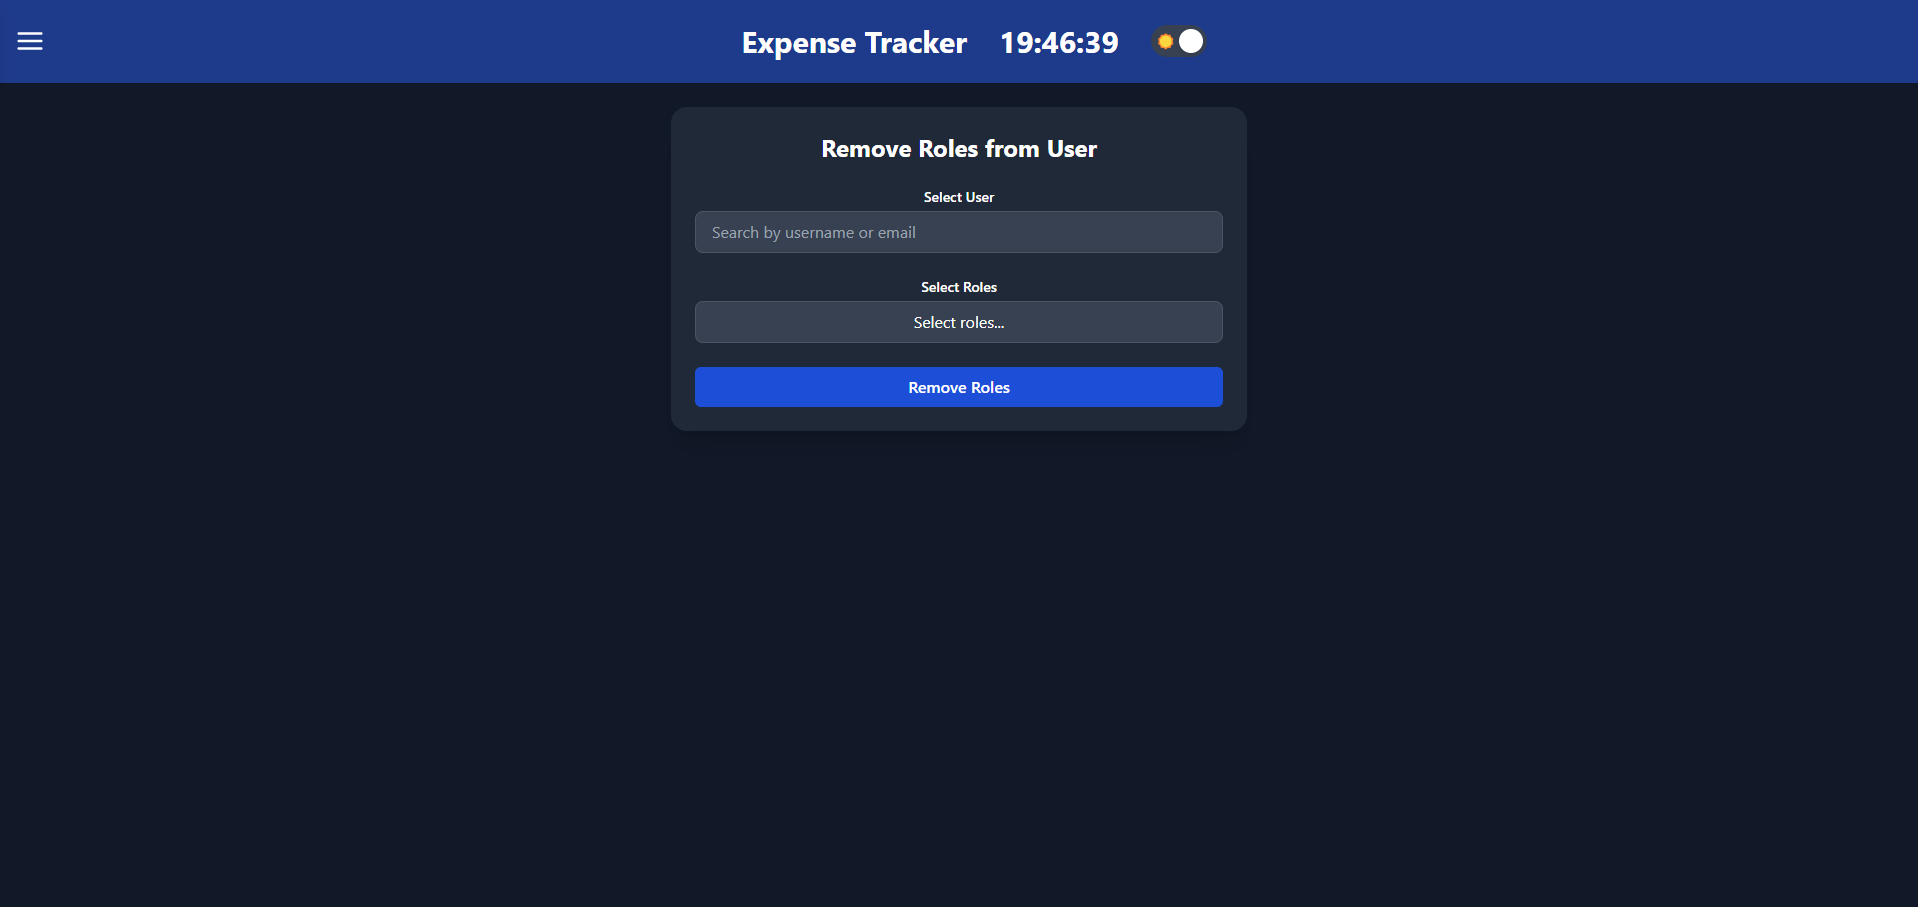 Expense Tracker 19:46:39
Remove Roles from User
Select User
Search by username or email
Select Roles
Select roles...
Remove Roles